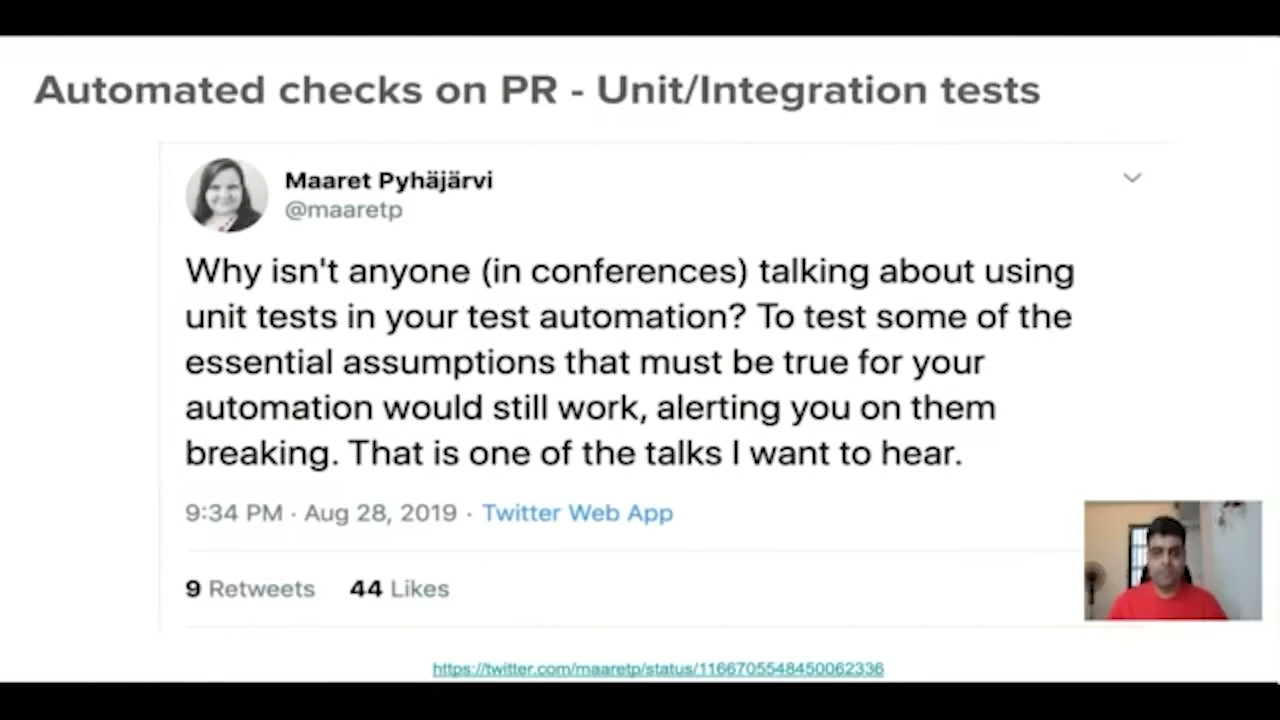 Automated checks on PR - Unit/Integration tests
Maaret Pyhäjärvi
@maaretp
Why isn't anyone (in conferences) talking about using
unit tests in your test automation? To test some of the
essential assumptions that must be true for your
automation would still work, alerting you on them
breaking. That is one of the talks I want to hear.
9:34 PM · Aug 28, 2019 · Twitter Web App
9 Retweets 44 Likes
https://twitter.com/maaretp/status/1166705548450062336